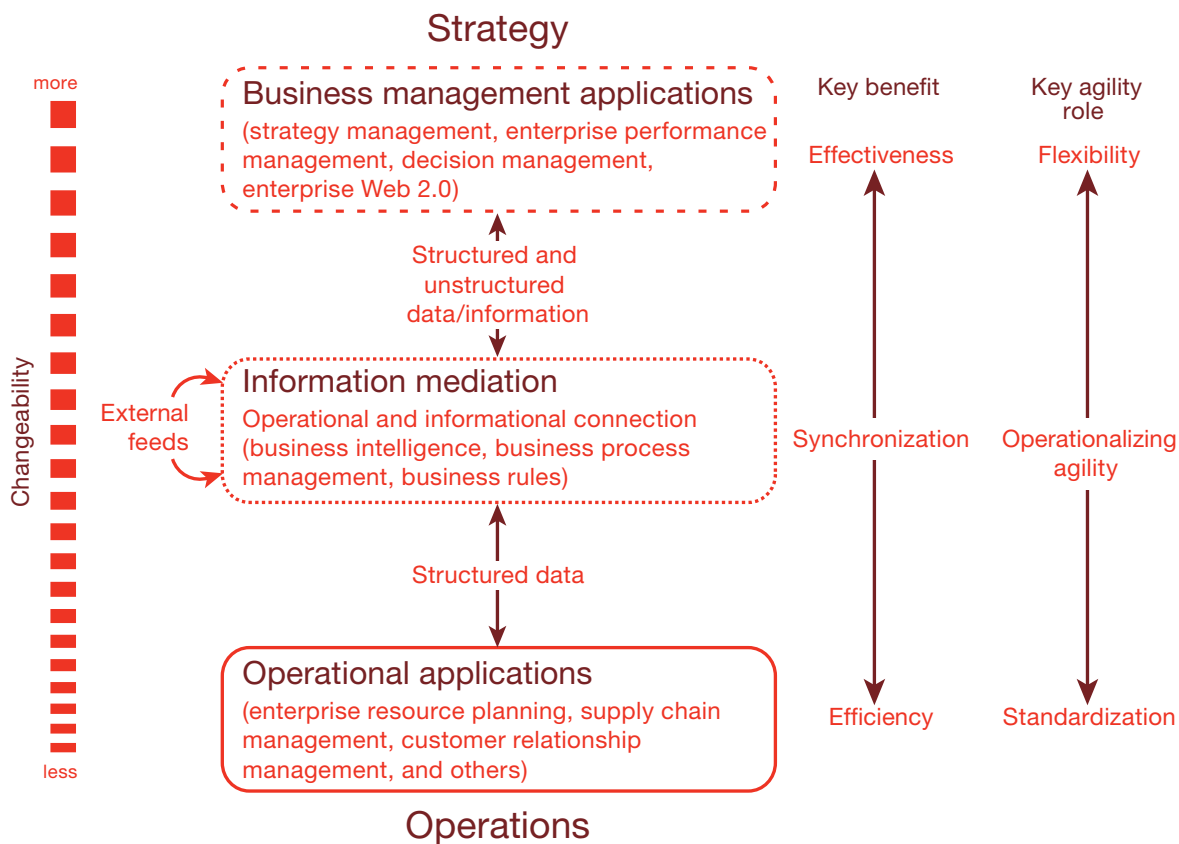 Strategy
more
Business management applications
(strategy management, enterprise performance
management, decision management,
enterprise Web 2.0)
Key benefit
Key agility
role
Effectiveness
Flexibility
Structured and
unstructured
data/information
Changeability
External
feeds
Information mediation
Operational and informational connection
(business intelligence, business process
management, business rules)
Synchronization
Operationalizing
agility
Structured data
Operational applications
(enterprise resource planning, supply chain
management, customer relationship
management, and others)
Efficiency
Standardization
less
Operations